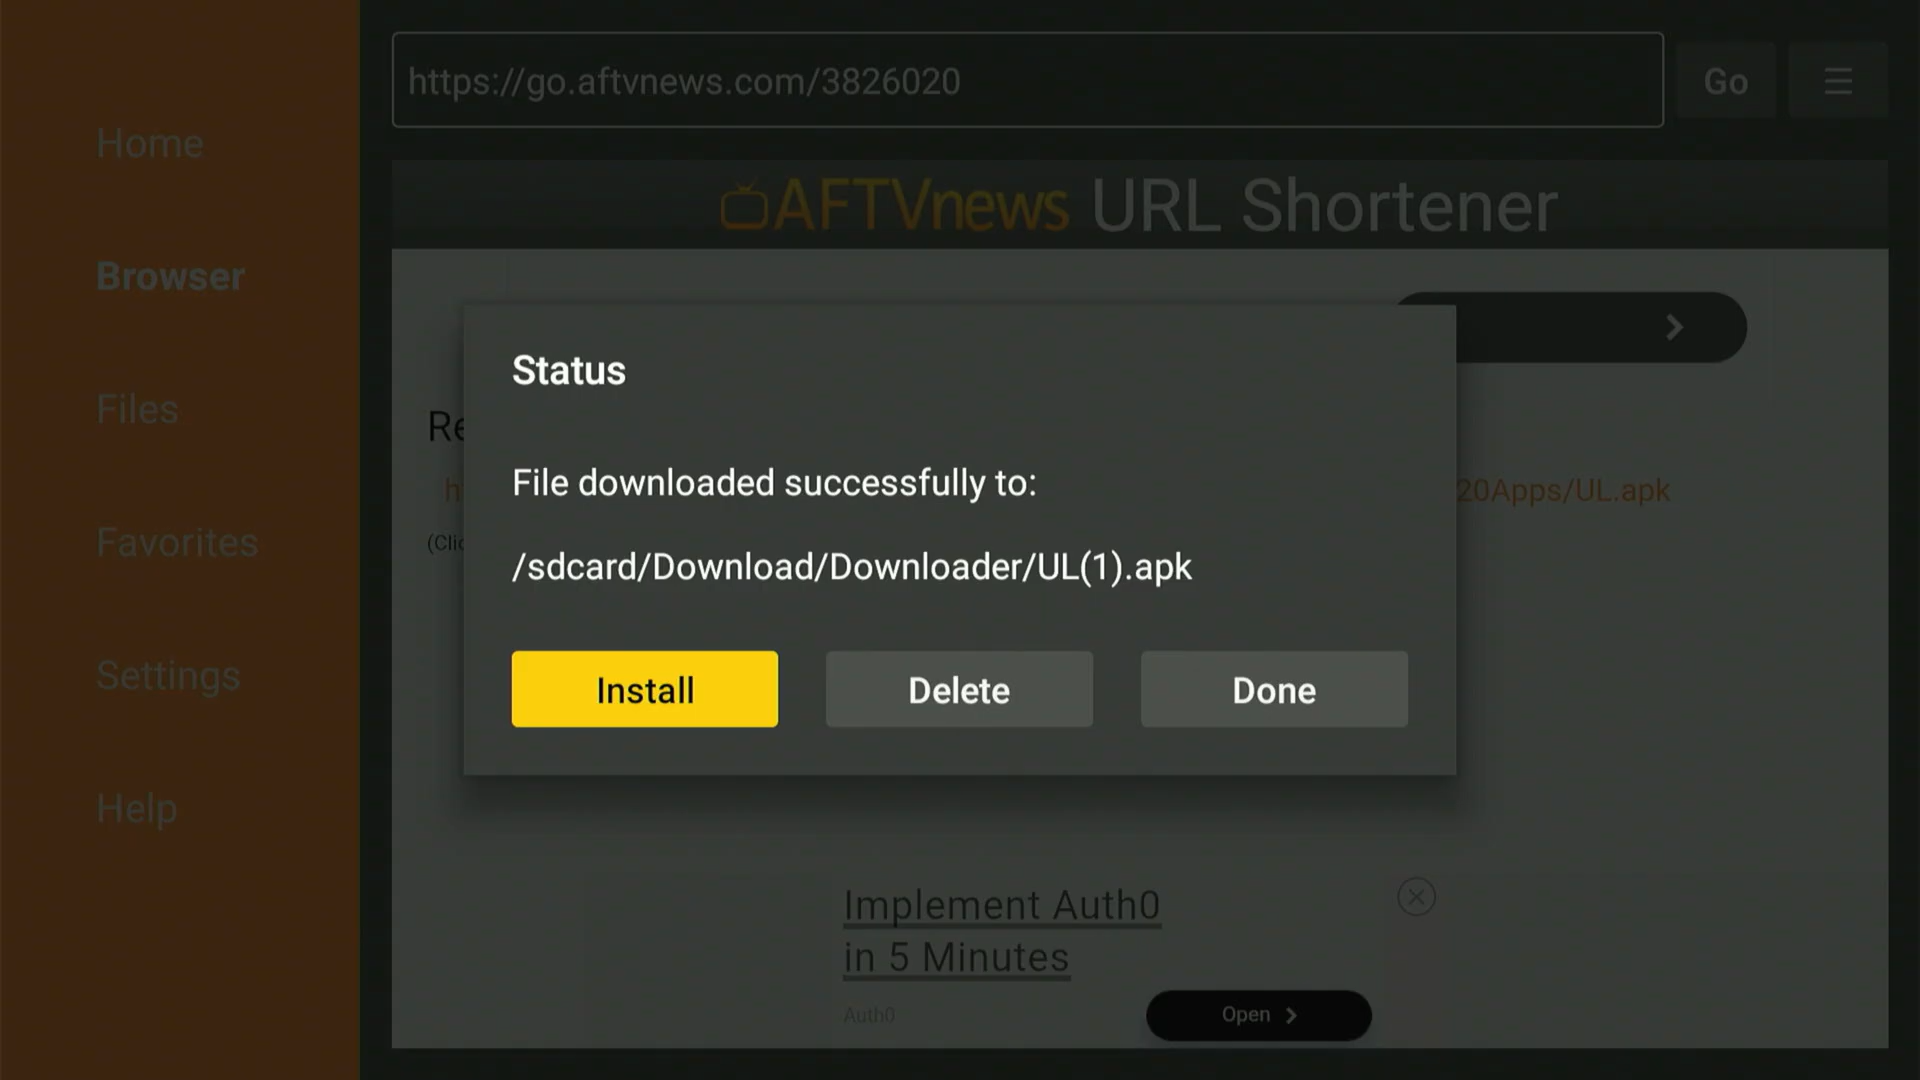 https://go.aftvnews.com/3826020
Go
Home
Browser
Files
Favorites
Settings
Help
AFTVnews URL Shortener
Status
File downloaded successfully to:
/sdcard/Download/Downloader/UL(1).apk
Install
Delete
Done
Re
h
20Apps/UL.apk
(Clic
Implement Auth0
in 5 Minutes
Auth0
Open